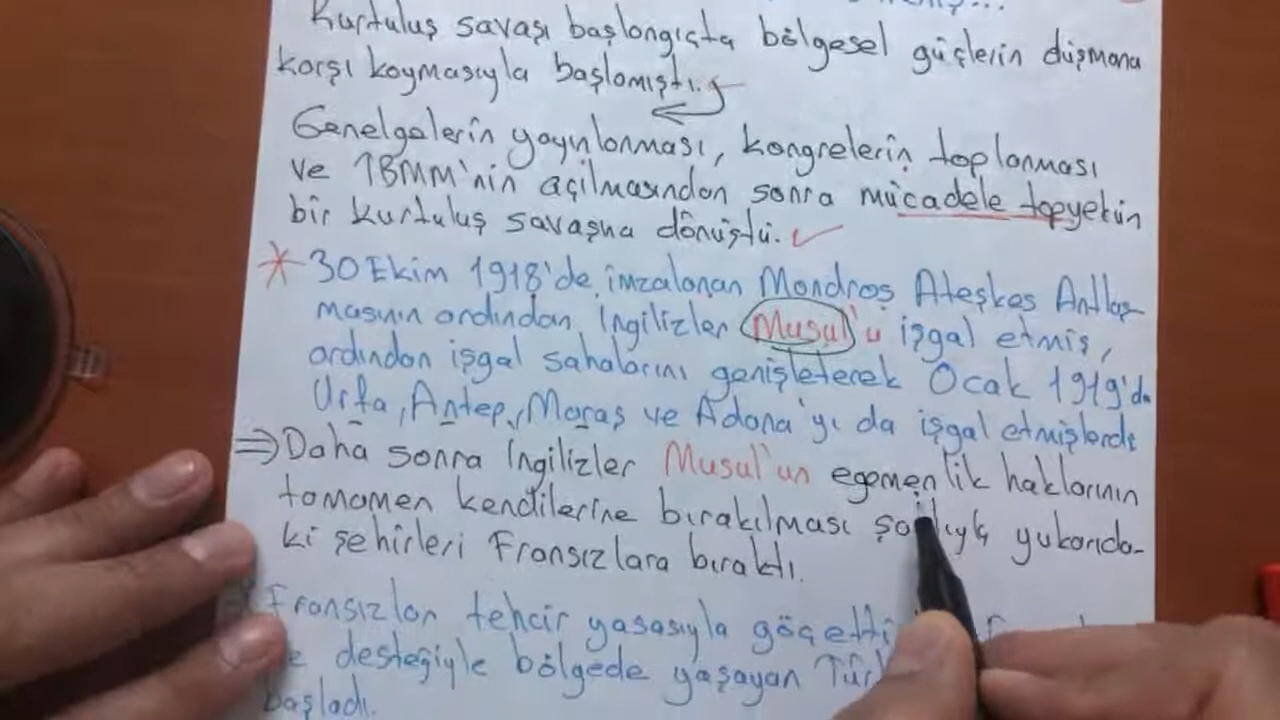 Kurtuluş savaşı başlangıçta bölgesel güçlerin düşmana
karşı koymasıyla başlamıştı.
Genelgelerin yayınlanması, kongrelerin toplanması
ve TBMM'nin açılmasından sonra mücadele topyekün
bir kurtuluş savaşına dönüştü.
* 30 Ekim 1918'de imzalanan Mondros Ateşkes Antlaş-
masının ardından İngilizler Musul'u işgal etmiş,
ardından işgal sahalarını genişleterek Ocak 1919'da
Urfa, Antep, Maraş ve Adana'yı da işgal etmişlerdi
⇒ Daha sonra İngilizler Musul'un egemenlik haklarının
tamamen kendilerine bırakılması şartıyla yukarıda-
ki şehirleri Fransızlara bıraktı.
Fransızlar tehcir yasasıyla göçetti
desteğiyle bölgede yaşayan
başladı.